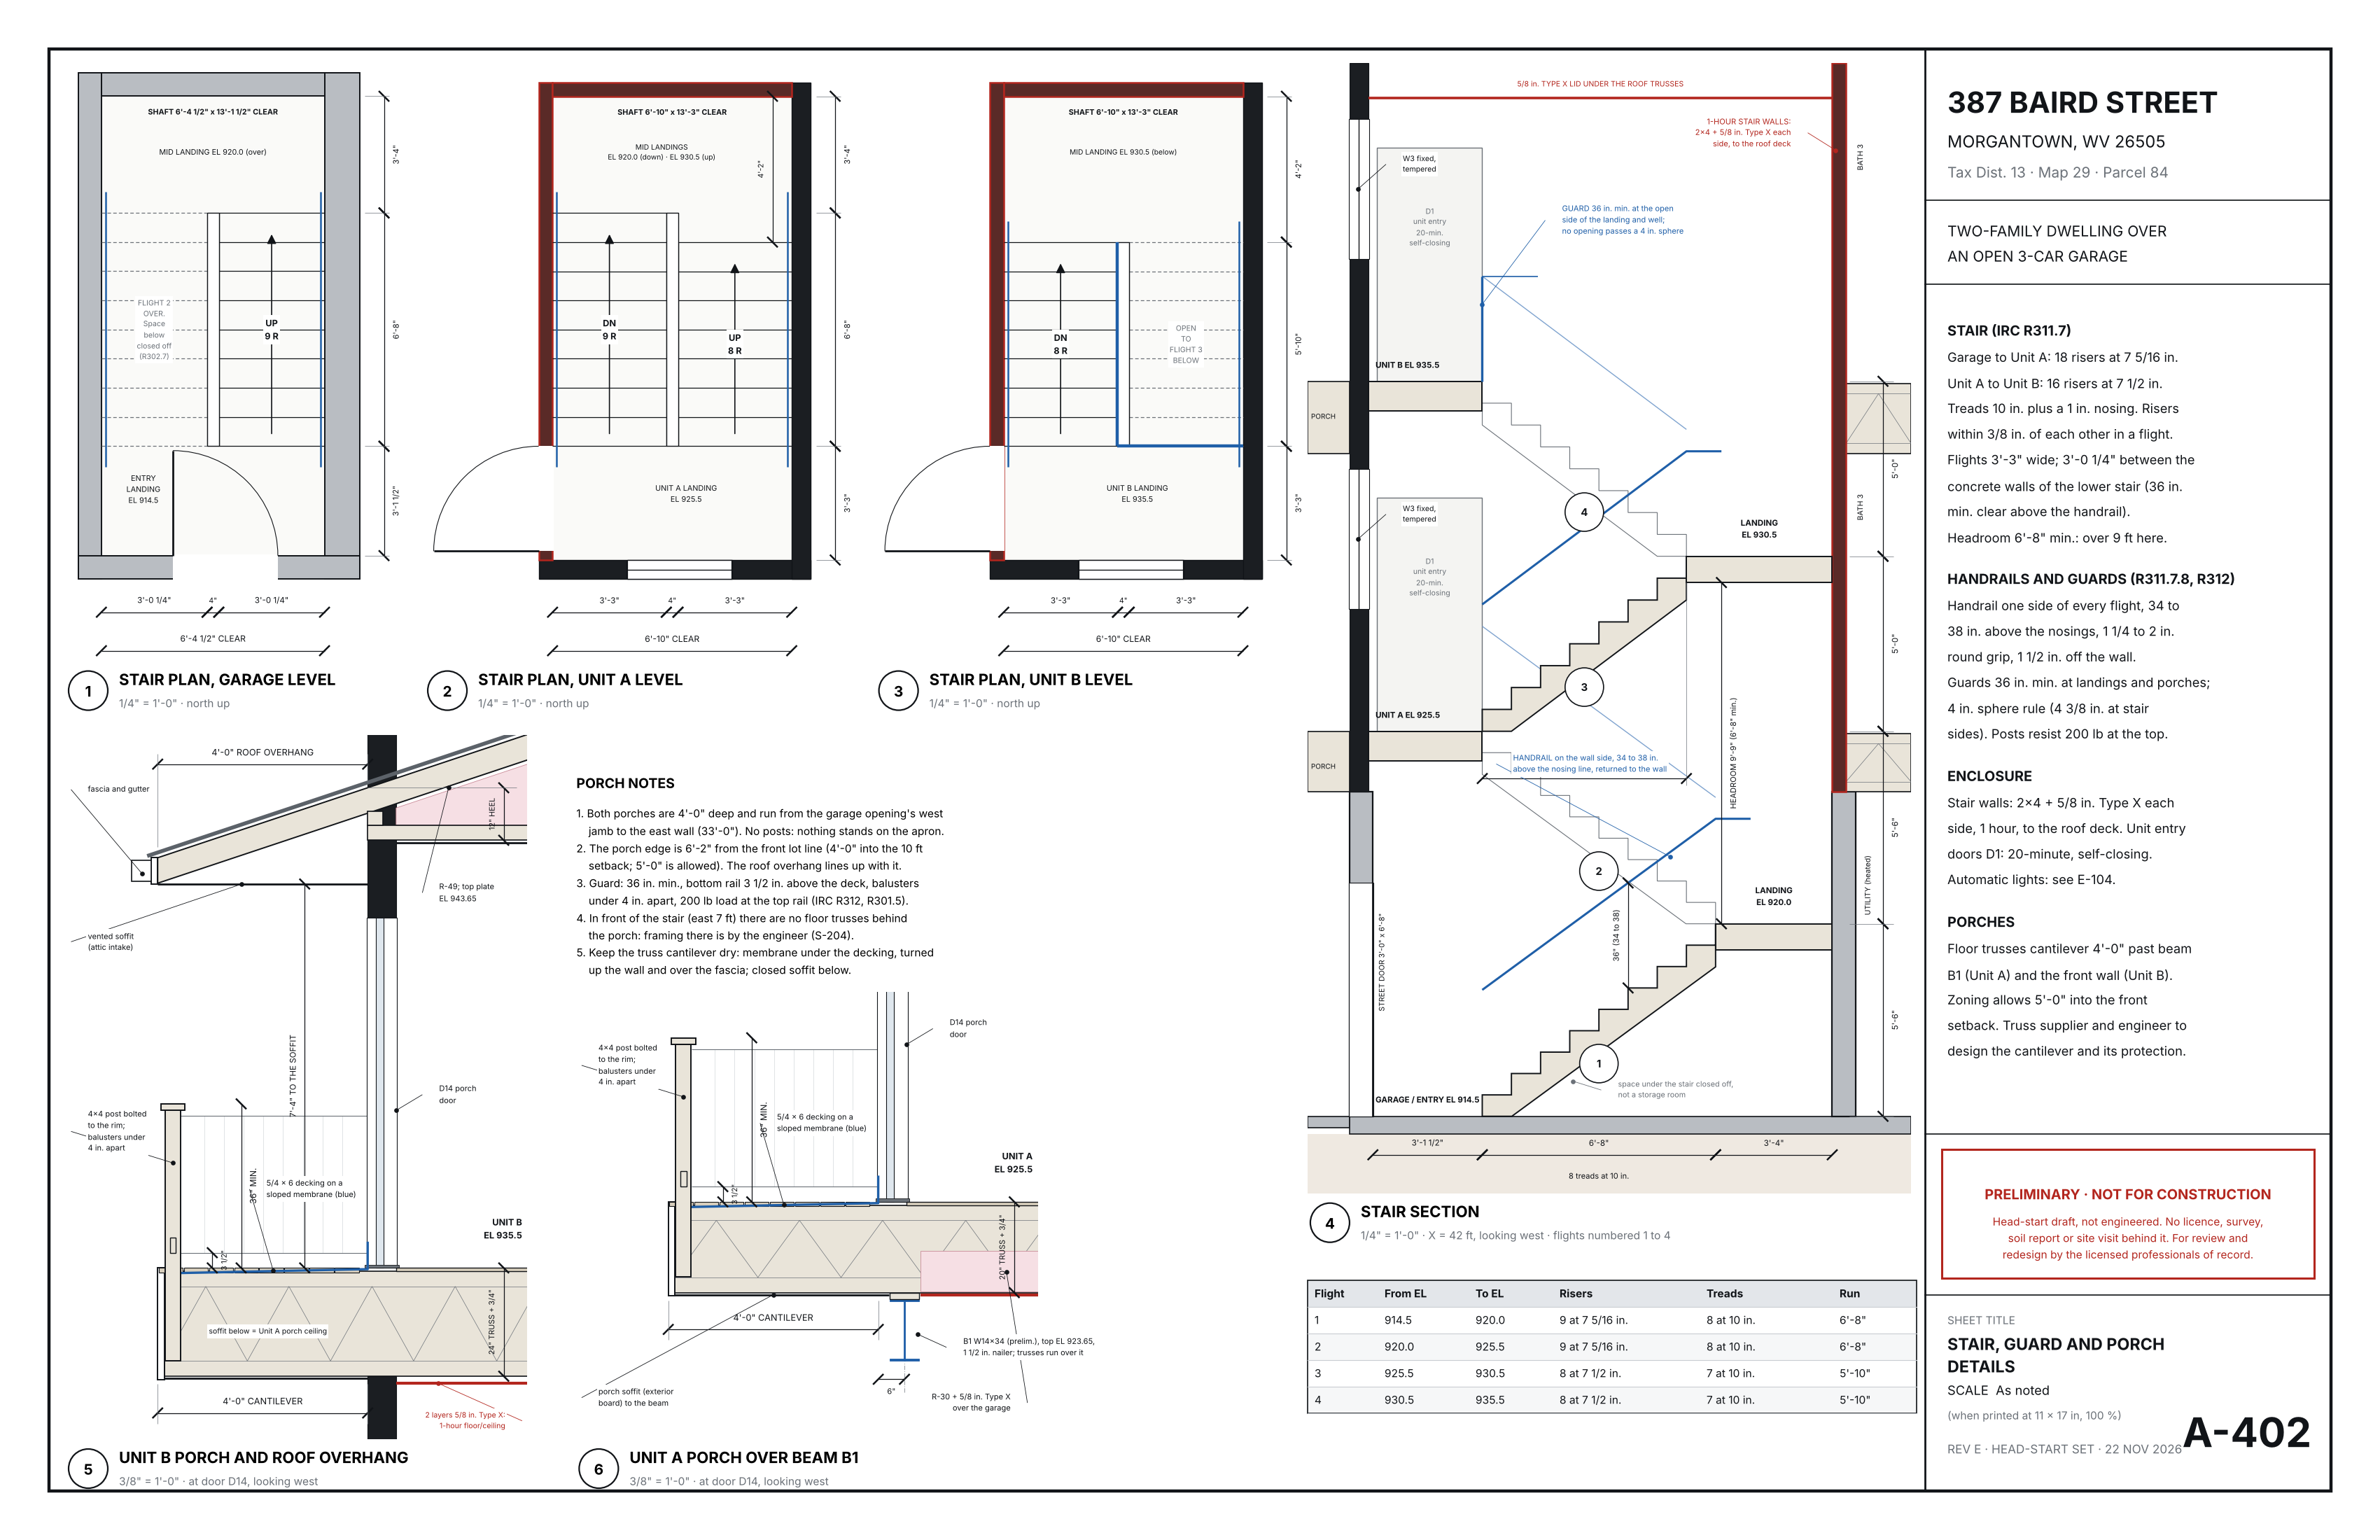 SHAFT 6'-4 1/2" x 13'-1 1/2" CLEAR
MID LANDING EL 920.0 (over)
FLIGHT 2
OVER.
Space
below
closed off
(R302.7)
UP
9 R
ENTRY
LANDING
EL 914.5
3'-4"
6'-8"
3'-1 1/2"
3'-0 1/4"
4"
3'-0 1/4"
6'-4 1/2" CLEAR
1
STAIR PLAN, GARAGE LEVEL
1/4" = 1'-0" · north up
SHAFT 6'-10" x 13'-3" CLEAR
MID LANDINGS
EL 920.0 (down) · EL 930.5 (up)
4'-2"
DN
9 R
UP
8 R
UNIT A LANDING
EL 925.5
3'-4"
6'-8"
3'-3"
3'-3"
4"
3'-3"
6'-10" CLEAR
2
STAIR PLAN, UNIT A LEVEL
1/4" = 1'-0" · north up
SHAFT 6'-10" x 13'-3" CLEAR
MID LANDING EL 930.5 (below)
DN
8 R
OPEN
TO
FLIGHT 3
BELOW
UNIT B LANDING
EL 935.5
4'-2"
5'-10"
3'-3"
3'-3"
4"
3'-3"
6'-10" CLEAR
3
STAIR PLAN, UNIT B LEVEL
1/4" = 1'-0" · north up
5/8 in. TYPE X LID UNDER THE ROOF TRUSSES
1-HOUR STAIR WALLS:
2×4 + 5/8 in. Type X each
side, to the roof deck
BATH 3
W3 fixed,
tempered
D1
unit entry
20-min.
self-closing
GUARD 36 in. min. at the open
side of the landing and well;
no opening passes a 4 in. sphere
UNIT B EL 935.5
PORCH
5'-0"
BATH 3
W3 fixed,
tempered
4
LANDING
EL 930.5
D1
unit entry
20-min.
self-closing
5'-0"
3
UNIT A EL 925.5
HEADROOM 9'-9" (6'-8" min.)
PORCH
HANDRAIL on the wall side, 34 to 38 in.
above the nosing line, returned to the wall
5'-6"
2
UTILITY (heated)
LANDING
EL 920.0
36" (34 to 38)
STREET DOOR 3'-0" x 6'-8"
5'-6"
1
space under the stair closed off,
not a storage room
GARAGE / ENTRY EL 914.5
3'-1 1/2"
6'-8"
3'-4"
8 treads at 10 in.
4
STAIR SECTION
1/4" = 1'-0" · X = 42 ft, looking west · flights numbered 1 to 4
Flight From EL To EL Risers Treads Run
1 914.5 920.0 9 at 7 5/16 in. 8 at 10 in. 6'-8"
2 920.0 925.5 9 at 7 5/16 in. 8 at 10 in. 6'-8"
3 925.5 930.5 8 at 7 1/2 in. 7 at 10 in. 5'-10"
4 930.5 935.5 8 at 7 1/2 in. 7 at 10 in. 5'-10"
4'-0" ROOF OVERHANG
fascia and gutter
12" HEEL
R-49; top plate
EL 943.65
vented soffit
(attic intake)
7'-4" TO THE SOFFIT
D14 porch
door
4×4 post bolted
to the rim;
balusters under
4 in. apart
36" MIN.
5/4 × 6 decking on a
sloped membrane (blue)
3 1/2"
UNIT B
EL 935.5
soffit below = Unit A porch ceiling
24" TRUSS + 3/4"
4'-0" CANTILEVER
2 layers 5/8 in. Type X:
1-hour floor/ceiling
5
UNIT B PORCH AND ROOF OVERHANG
3/8" = 1'-0" · at door D14, looking west
PORCH NOTES
1. Both porches are 4'-0" deep and run from the garage opening's west
jamb to the east wall (33'-0"). No posts: nothing stands on the apron.
2. The porch edge is 6'-2" from the front lot line (4'-0" into the 10 ft
setback; 5'-0" is allowed). The roof overhang lines up with it.
3. Guard: 36 in. min., bottom rail 3 1/2 in. above the deck, balusters
under 4 in. apart, 200 lb load at the top rail (IRC R312, R301.5).
4. In front of the stair (east 7 ft) there are no floor trusses behind
the porch: framing there is by the engineer (S-204).
5. Keep the truss cantilever dry: membrane under the decking, turned
up the wall and over the fascia; closed soffit below.
D14 porch
door
4×4 post bolted
to the rim;
balusters under
4 in. apart
36" MIN.
5/4 × 6 decking on a
sloped membrane (blue)
UNIT A
EL 925.5
3 1/2"
20" TRUSS + 3/4"
4'-0" CANTILEVER
B1 W14×34 (prelim.), top EL 923.65,
1 1/2 in. nailer; trusses run over it
6"
porch soffit (exterior
board) to the beam
R-30 + 5/8 in. Type X
over the garage
6
UNIT A PORCH OVER BEAM B1
3/8" = 1'-0" · at door D14, looking west
387 BAIRD STREET
MORGANTOWN, WV 26505
Tax Dist. 13 · Map 29 · Parcel 84
TWO-FAMILY DWELLING OVER
AN OPEN 3-CAR GARAGE
STAIR (IRC R311.7)
Garage to Unit A: 18 risers at 7 5/16 in.
Unit A to Unit B: 16 risers at 7 1/2 in.
Treads 10 in. plus a 1 in. nosing. Risers
within 3/8 in. of each other in a flight.
Flights 3'-3" wide; 3'-0 1/4" between the
concrete walls of the lower stair (36 in.
min. clear above the handrail).
Headroom 6'-8" min.: over 9 ft here.
HANDRAILS AND GUARDS (R311.7.8, R312)
Handrail one side of every flight, 34 to
38 in. above the nosings, 1 1/4 to 2 in.
round grip, 1 1/2 in. off the wall.
Guards 36 in. min. at landings and porches;
4 in. sphere rule (4 3/8 in. at stair
sides). Posts resist 200 lb at the top.
ENCLOSURE
Stair walls: 2×4 + 5/8 in. Type X each
side, 1 hour, to the roof deck. Unit entry
doors D1: 20-minute, self-closing.
Automatic lights: see E-104.
PORCHES
Floor trusses cantilever 4'-0" past beam
B1 (Unit A) and the front wall (Unit B).
Zoning allows 5'-0" into the front
setback. Truss supplier and engineer to
design the cantilever and its protection.
PRELIMINARY · NOT FOR CONSTRUCTION
Head-start draft, not engineered. No licence, survey,
soil report or site visit behind it. For review and
redesign by the licensed professionals of record.
SHEET TITLE
STAIR, GUARD AND PORCH
DETAILS
SCALE As noted
(when printed at 11 × 17 in, 100 %)
REV E · HEAD-START SET · 22 NOV 2026
A-402